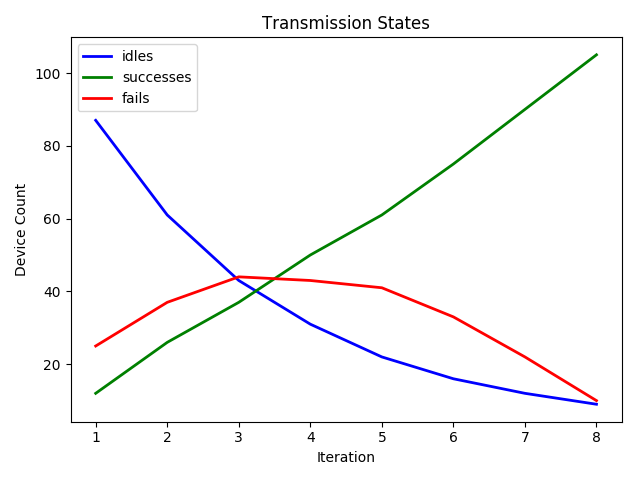 Transmission States
idles
successes
fails
100
80
60
40
20
Device Count
1 2 3 4 5 6 7 8
Iteration